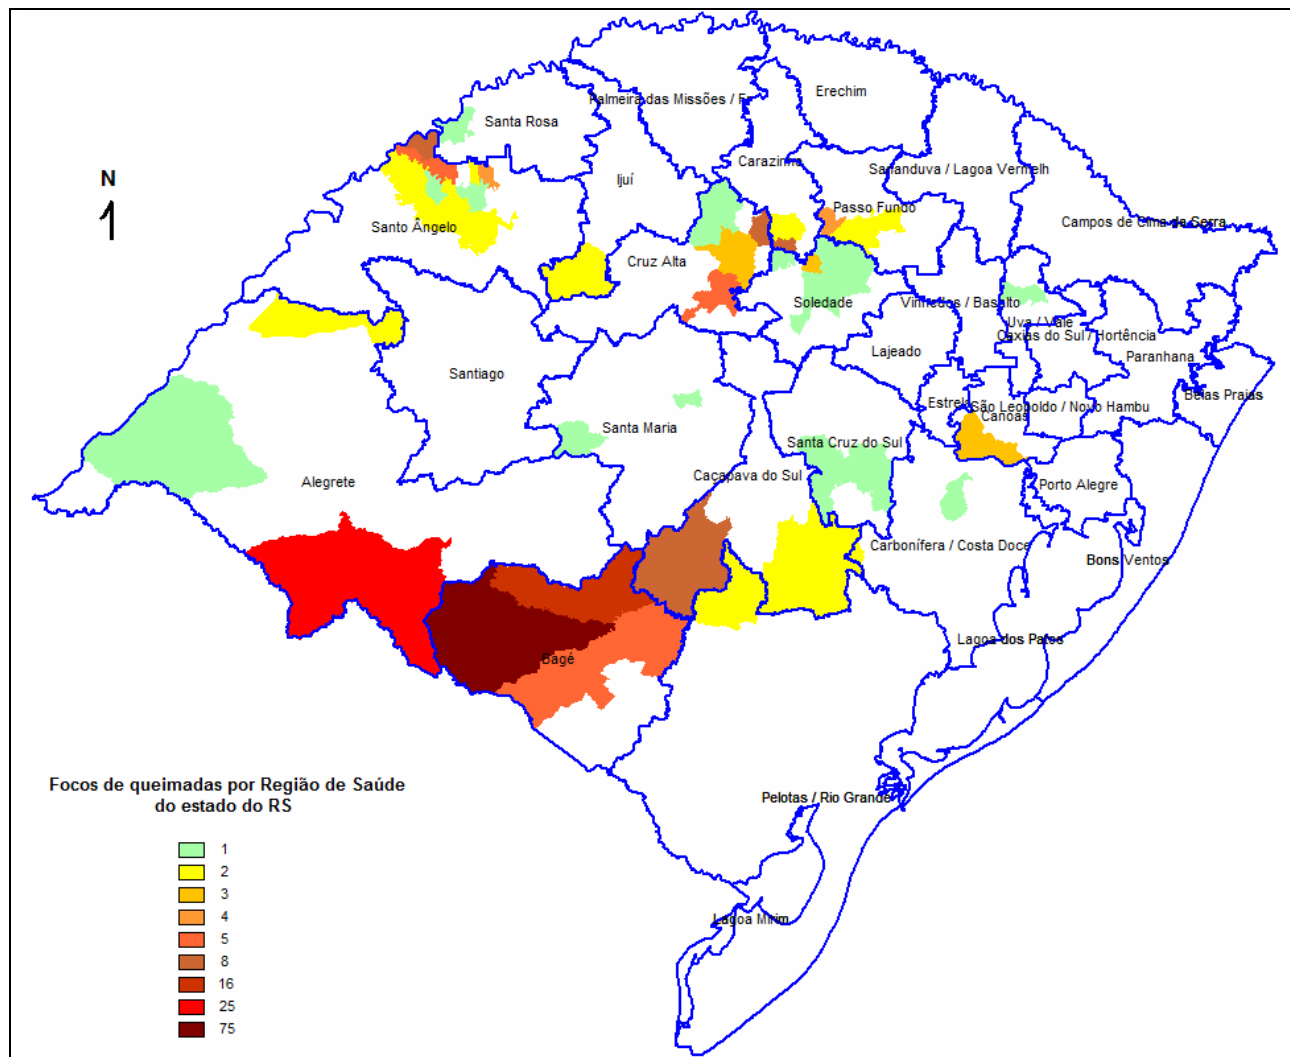 Palmeira das Missões / Fr
Erechim
Santa Rosa
Carazinho
Sananduva / Lagoa Vermelh
N
Ijuí
Passo Fundo
Santo Ângelo
Campos de Cima da Serra
Cruz Alta
Soledade
Vinhedos / Basalto
Uva / Vale
Caxias do Sul / Hortência
Lajeado
Paranhana
Santiago
Belas Praias
Estrela
São Leopoldo / Novo Hambu
Canoas
Santa Maria
Santa Cruz do Sul
Caçapava do Sul
Alegrete
Porto Alegre
Carbonífera / Costa Doce
Bons Ventos
Lagoa dos Patos
Bagé
Focos de queimadas por Região de Saúde
do estado do RS
Pelotas / Rio Grande
1
2
3
4
5
8
16
25
75
Lagoa Mirim